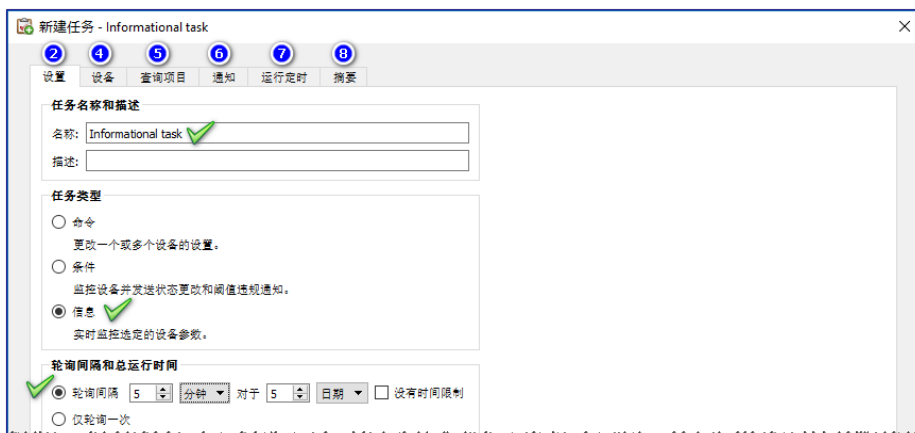 新建任务 - Informational task
2 4 5 6 7 8
设置 设备 查询项目 通知 运行定时 摘要
任务名称和描述
名称: Informational task
描述:
任务类型
命令
更改一个或多个设备的设置。
条件
监控设备并发送状态更改和阈值违规通知。
信息
实时监控选定的设备参数。
轮询间隔和总运行时间
轮询间隔 5 分钟 对于 5 日期 没有时间限制
仅轮询一次